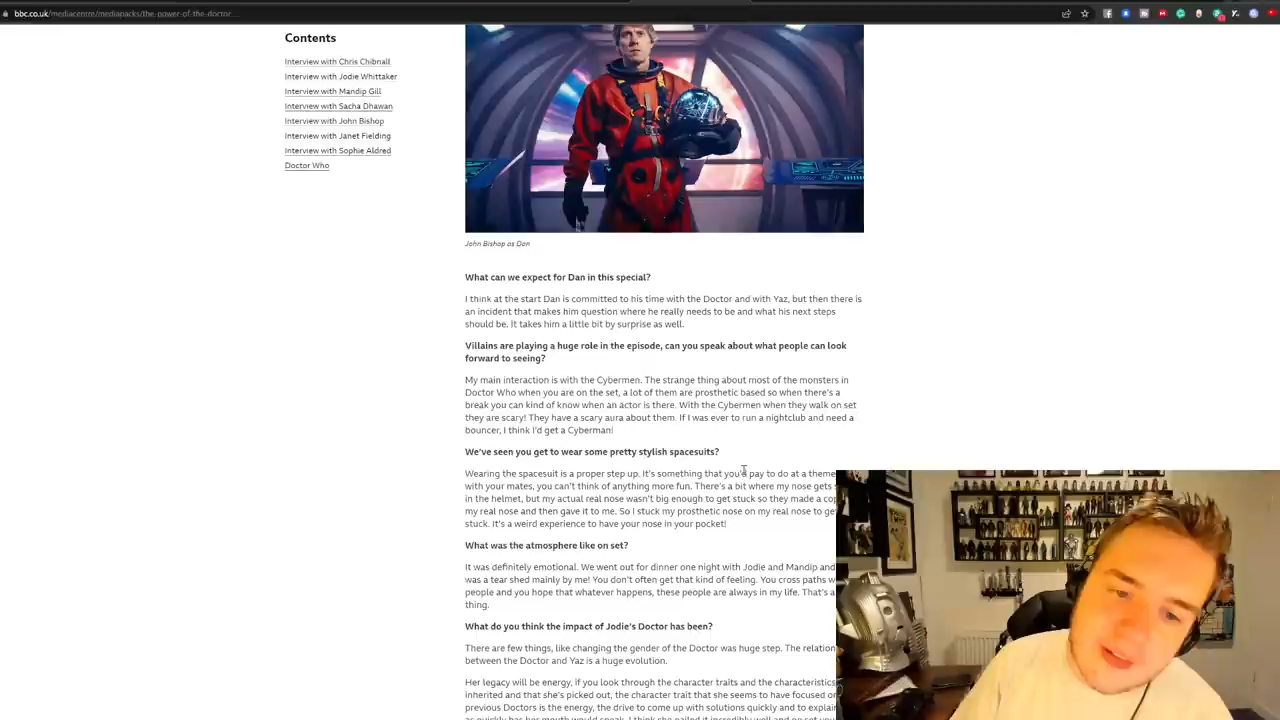 bbc.co.uk/mediacentre/mediapacks/the-power-of-the-doctor...
Contents
Interview with Chris Chibnall
Interview with Jodie Whittaker
Interview with Mandip Gill
Interview with Sacha Dhawan
Interview with John Bishop
Interview with Janet Fielding
Interview with Sophie Aldred
Doctor Who
John Bishop as Dan
What can we expect for Dan in this special?
I think at the start Dan is committed to his time with the Doctor and with Yaz, but then there is
an incident that makes him question where he really needs to be and what his next steps
should be. It takes him a little bit by surprise as well.
Villains are playing a huge role in the episode, can you speak about what people can look
forward to seeing?
My main interaction is with the Cybermen. The strange thing about most of the monsters in
Doctor Who when you are on the set, a lot of them are prosthetic based so when there's a
break you can kind of know when an actor is there. With the Cybermen when they walk on set
they are scary! They have a scary aura about them. If I was ever to run a nightclub and need a
bouncer, I think I'd get a Cyberman!
We've seen you get to wear some pretty stylish spacesuits?
Wearing the spacesuit is a proper step up. It's something that you'd pay to do at a theme
with your mates, you can't think of anything more fun. There's a bit where my nose gets s
in the helmet, but my actual real nose wasn't big enough to get stuck so they made a cop
my real nose and then gave it to me. So I stuck my prosthetic nose on my real nose to get
stuck. It's a weird experience to have your nose in your pocket!
What was the atmosphere like on set?
It was definitely emotional. We went out for dinner one night with Jodie and Mandip and
was a tear shed mainly by me! You don't often get that kind of feeling. You cross paths w
people and you hope that whatever happens, these people are always in my life. That's a
thing.
What do you think the impact of Jodie's Doctor has been?
There are few things, like changing the gender of the Doctor was huge step. The relation
between the Doctor and Yaz is a huge evolution.
Her legacy will be energy, if you look through the character traits and the characteristics
inherited and that she's picked out, the character trait that she seems to have focused or
previous Doctors is the energy, the drive to come up with solutions quickly and to explain
as quickly has her mouth would speak. I think she nailed it incredibly well and no set you